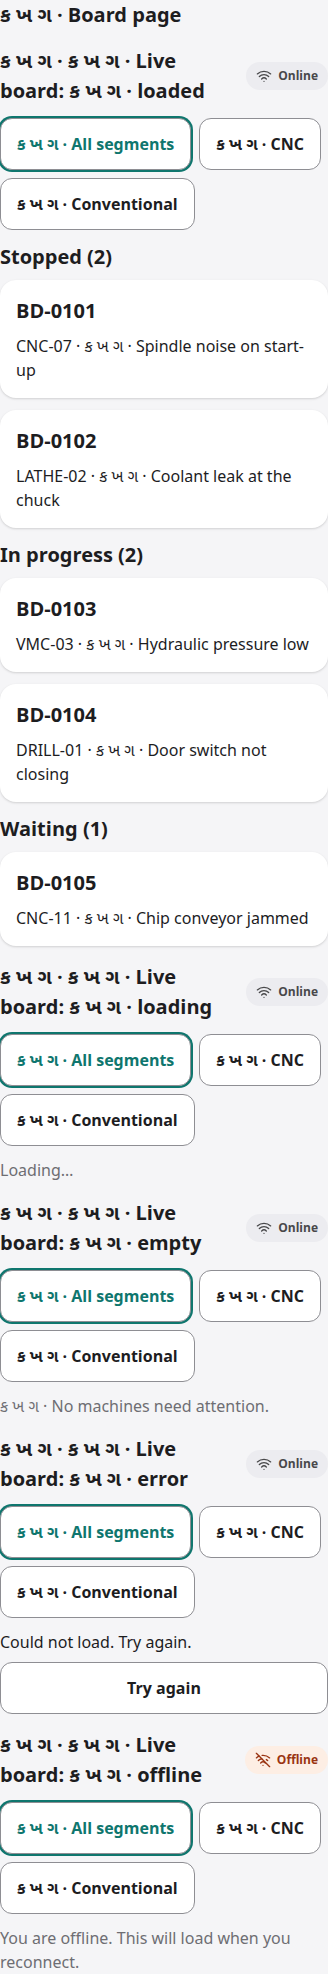 ક ખ ગ · Board page
ક ખ ગ · ક ખ ગ · Live
board: ક ખ ગ · loaded
Online
ક ખ ગ · All segments
ક ખ ગ · CNC
ક ખ ગ · Conventional
Stopped (2)
BD-0101
CNC-07 · ક ખ ગ · Spindle noise on start-
up
BD-0102
LATHE-02 · ક ખ ગ · Coolant leak at the
chuck
In progress (2)
BD-0103
VMC-03 · ક ખ ગ · Hydraulic pressure low
BD-0104
DRILL-01 · ક ખ ગ · Door switch not
closing
Waiting (1)
BD-0105
CNC-11 · ક ખ ગ · Chip conveyor jammed
ક ખ ગ · ક ખ ગ · Live
board: ક ખ ગ · loading
Online
ક ખ ગ · All segments
ક ખ ગ · CNC
ક ખ ગ · Conventional
Loading...
ક ખ ગ · ક ખ ગ · Live
board: ક ખ ગ · empty
Online
ક ખ ગ · All segments
ક ખ ગ · CNC
ક ખ ગ · Conventional
ક ખ ગ · No machines need attention.
ક ખ ગ · ક ખ ગ · Live
board: ક ખ ગ · error
Online
ક ખ ગ · All segments
ક ખ ગ · CNC
ક ખ ગ · Conventional
Could not load. Try again.
Try again
ક ખ ગ · ક ખ ગ · Live
board: ક ખ ગ · offline
Offline
ક ખ ગ · All segments
ક ખ ગ · CNC
ક ખ ગ · Conventional
You are offline. This will load when you
reconnect.